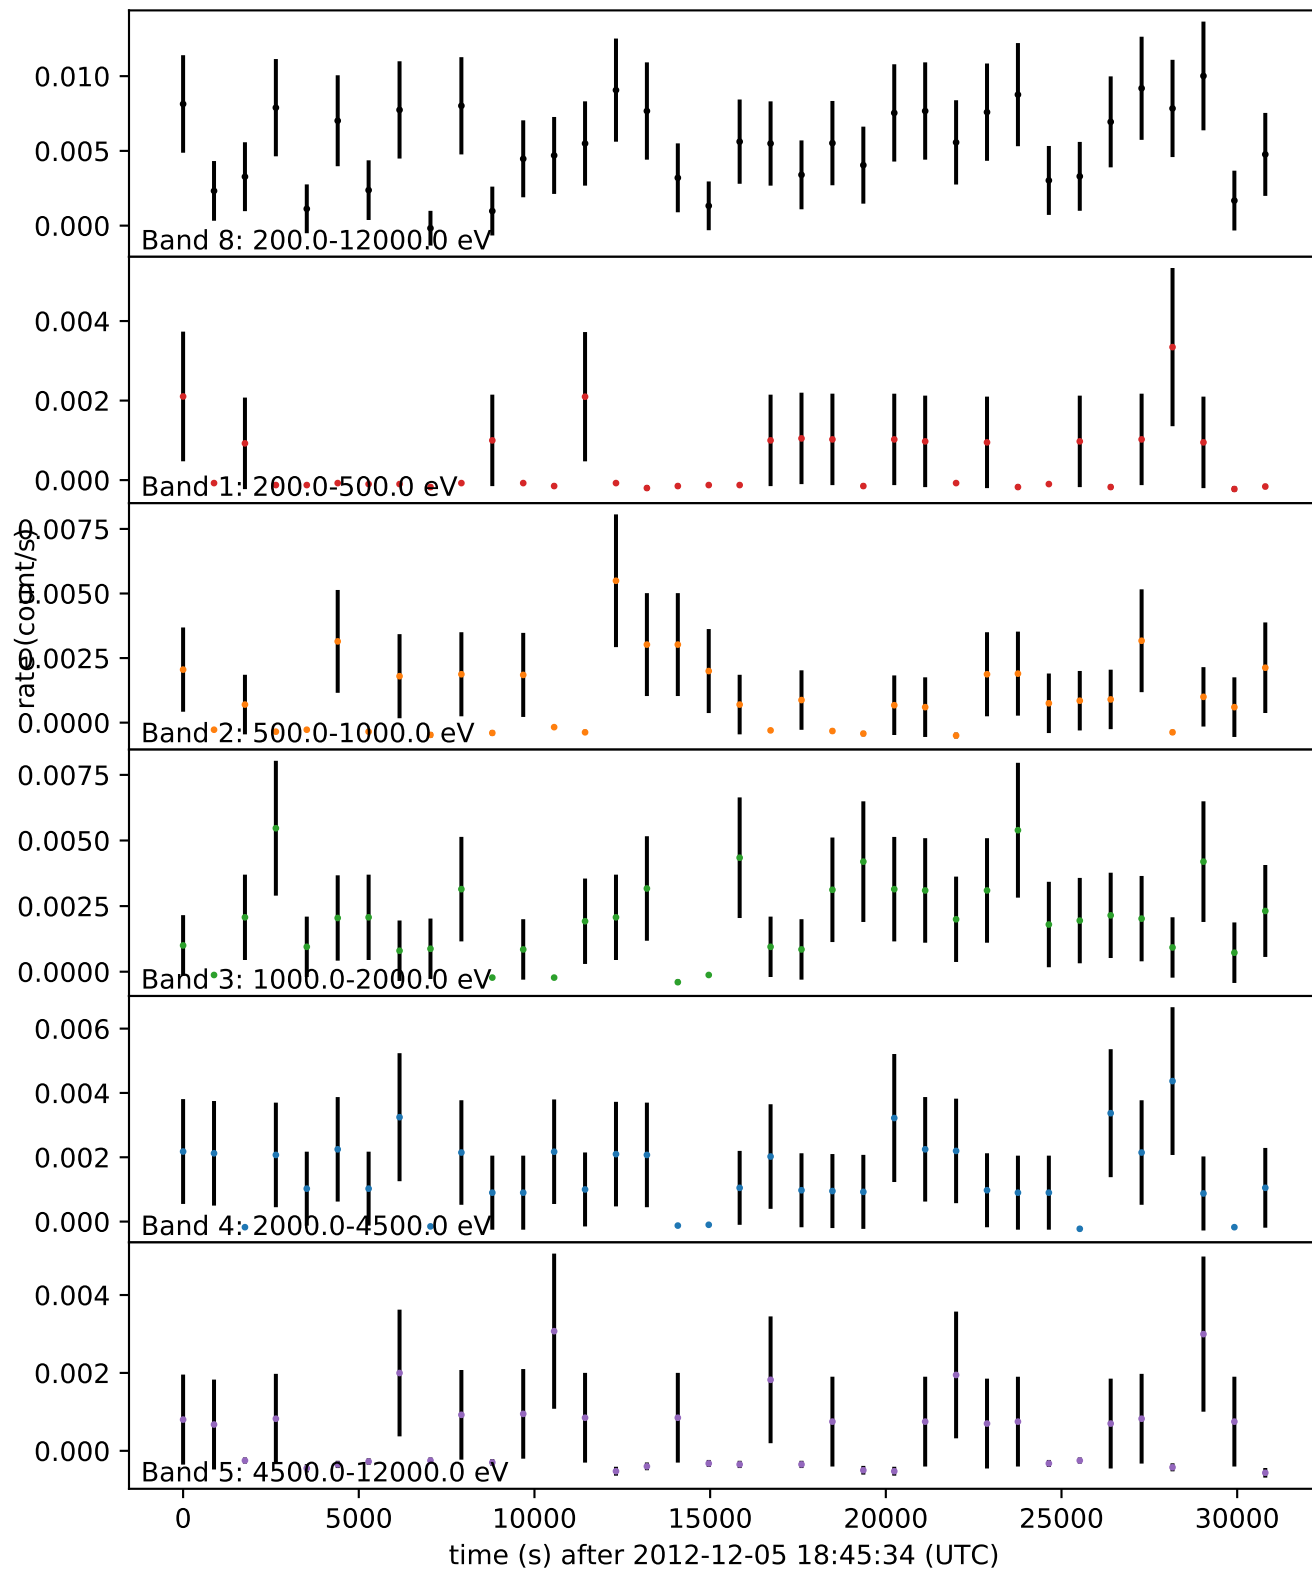 0.010
0.005
0.000
Band 8: 200.0-12000.0 eV
0.004
0.002
0.000
Band 1: 200.0-500.0 eV
rate (count/s)
0.0075
0.0050
0.0025
0.0000
Band 2: 500.0-1000.0 eV
0.0075
0.0050
0.0025
0.0000
Band 3: 1000.0-2000.0 eV
0.006
0.004
0.002
0.000
Band 4: 2000.0-4500.0 eV
0.004
0.002
0.000
Band 5: 4500.0-12000.0 eV
0 5000 10000 15000 20000 25000 30000
time (s) after 2012-12-05 18:45:34 (UTC)